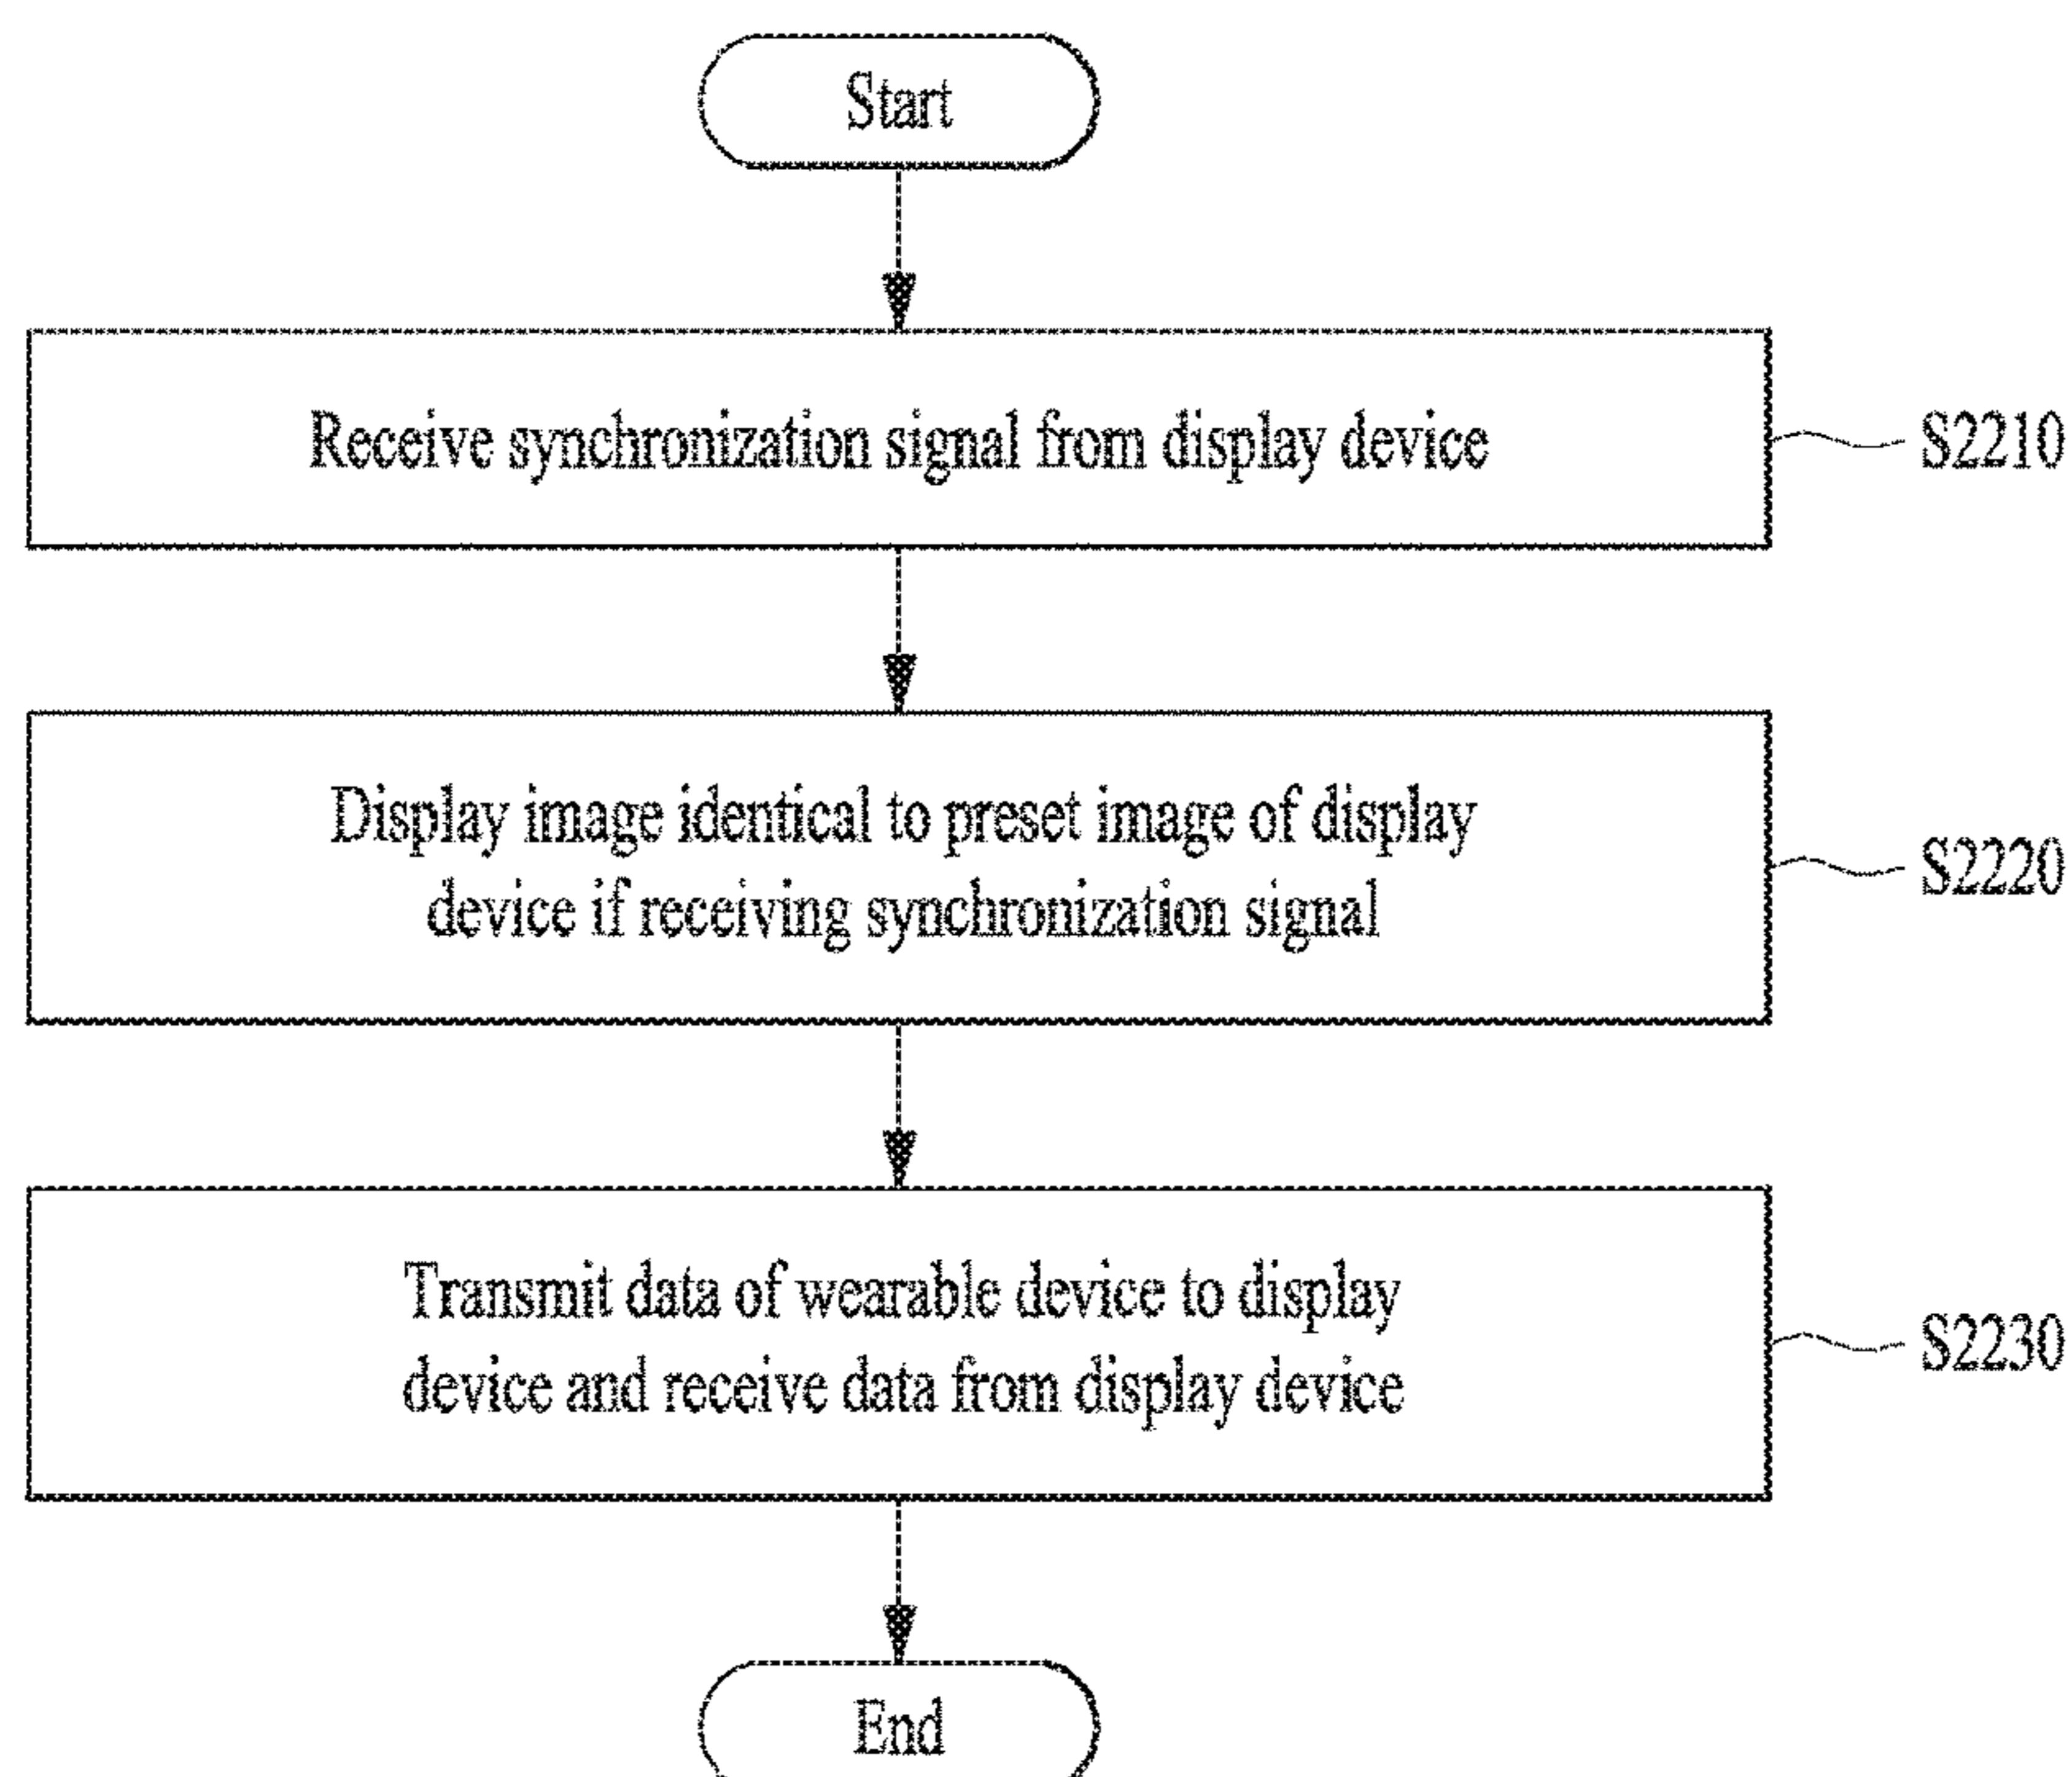 Start
Receive synchronization signal from display device
S2210
Display image identical to preset image of display
device if receiving synchronization signal
S2220
Transmit data of wearable device to display
device and receive data from display device
S2230
End